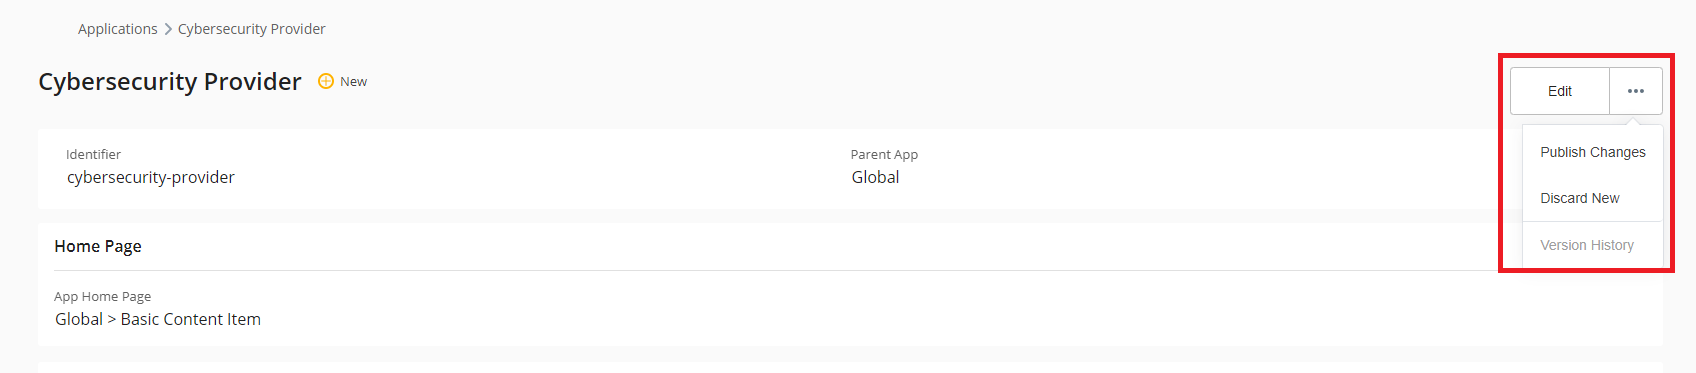 Applications > Cybersecurity Provider
Cybersecurity Provider New
Edit ...
Publish Changes
Discard New
Version History
Identifier
cybersecurity-provider
Parent App
Global
Home Page
App Home Page
Global > Basic Content Item